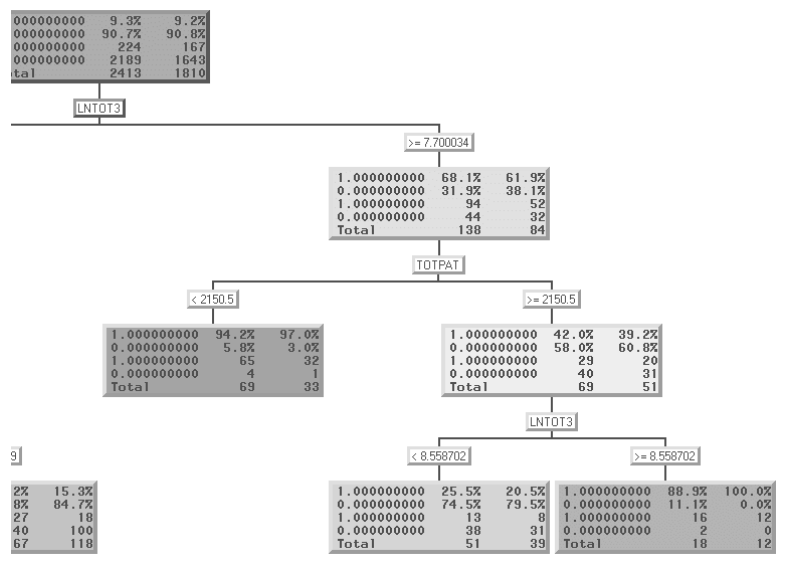 000000000 9.3% 9.2%
000000000 90.7% 90.8%
000000000 224 167
000000000 2189 1643
tal 2413 1810
LNTOT3
>= 7.700034
1.000000000 68.1% 61.9%
0.000000000 31.9% 38.1%
1.000000000 94 52
0.000000000 44 32
Total 138 84
TOTPAT
< 2150.5
>= 2150.5
1.000000000 94.2% 97.0%
0.000000000 5.8% 3.0%
1.000000000 65 32
0.000000000 4 1
Total 69 33
1.000000000 42.0% 39.2%
0.000000000 58.0% 60.8%
1.000000000 29 20
0.000000000 40 31
Total 69 51
LNTOT3
9
< 8.558702
>= 8.558702
2% 15.3%
8% 84.7%
27 18
40 100
67 118
1.000000000 25.5% 20.5%
0.000000000 74.5% 79.5%
1.000000000 13 8
0.000000000 38 31
Total 51 39
1.000000000 88.9% 100.0%
0.000000000 11.1% 0.0%
1.000000000 16 12
0.000000000 2 0
Total 18 12